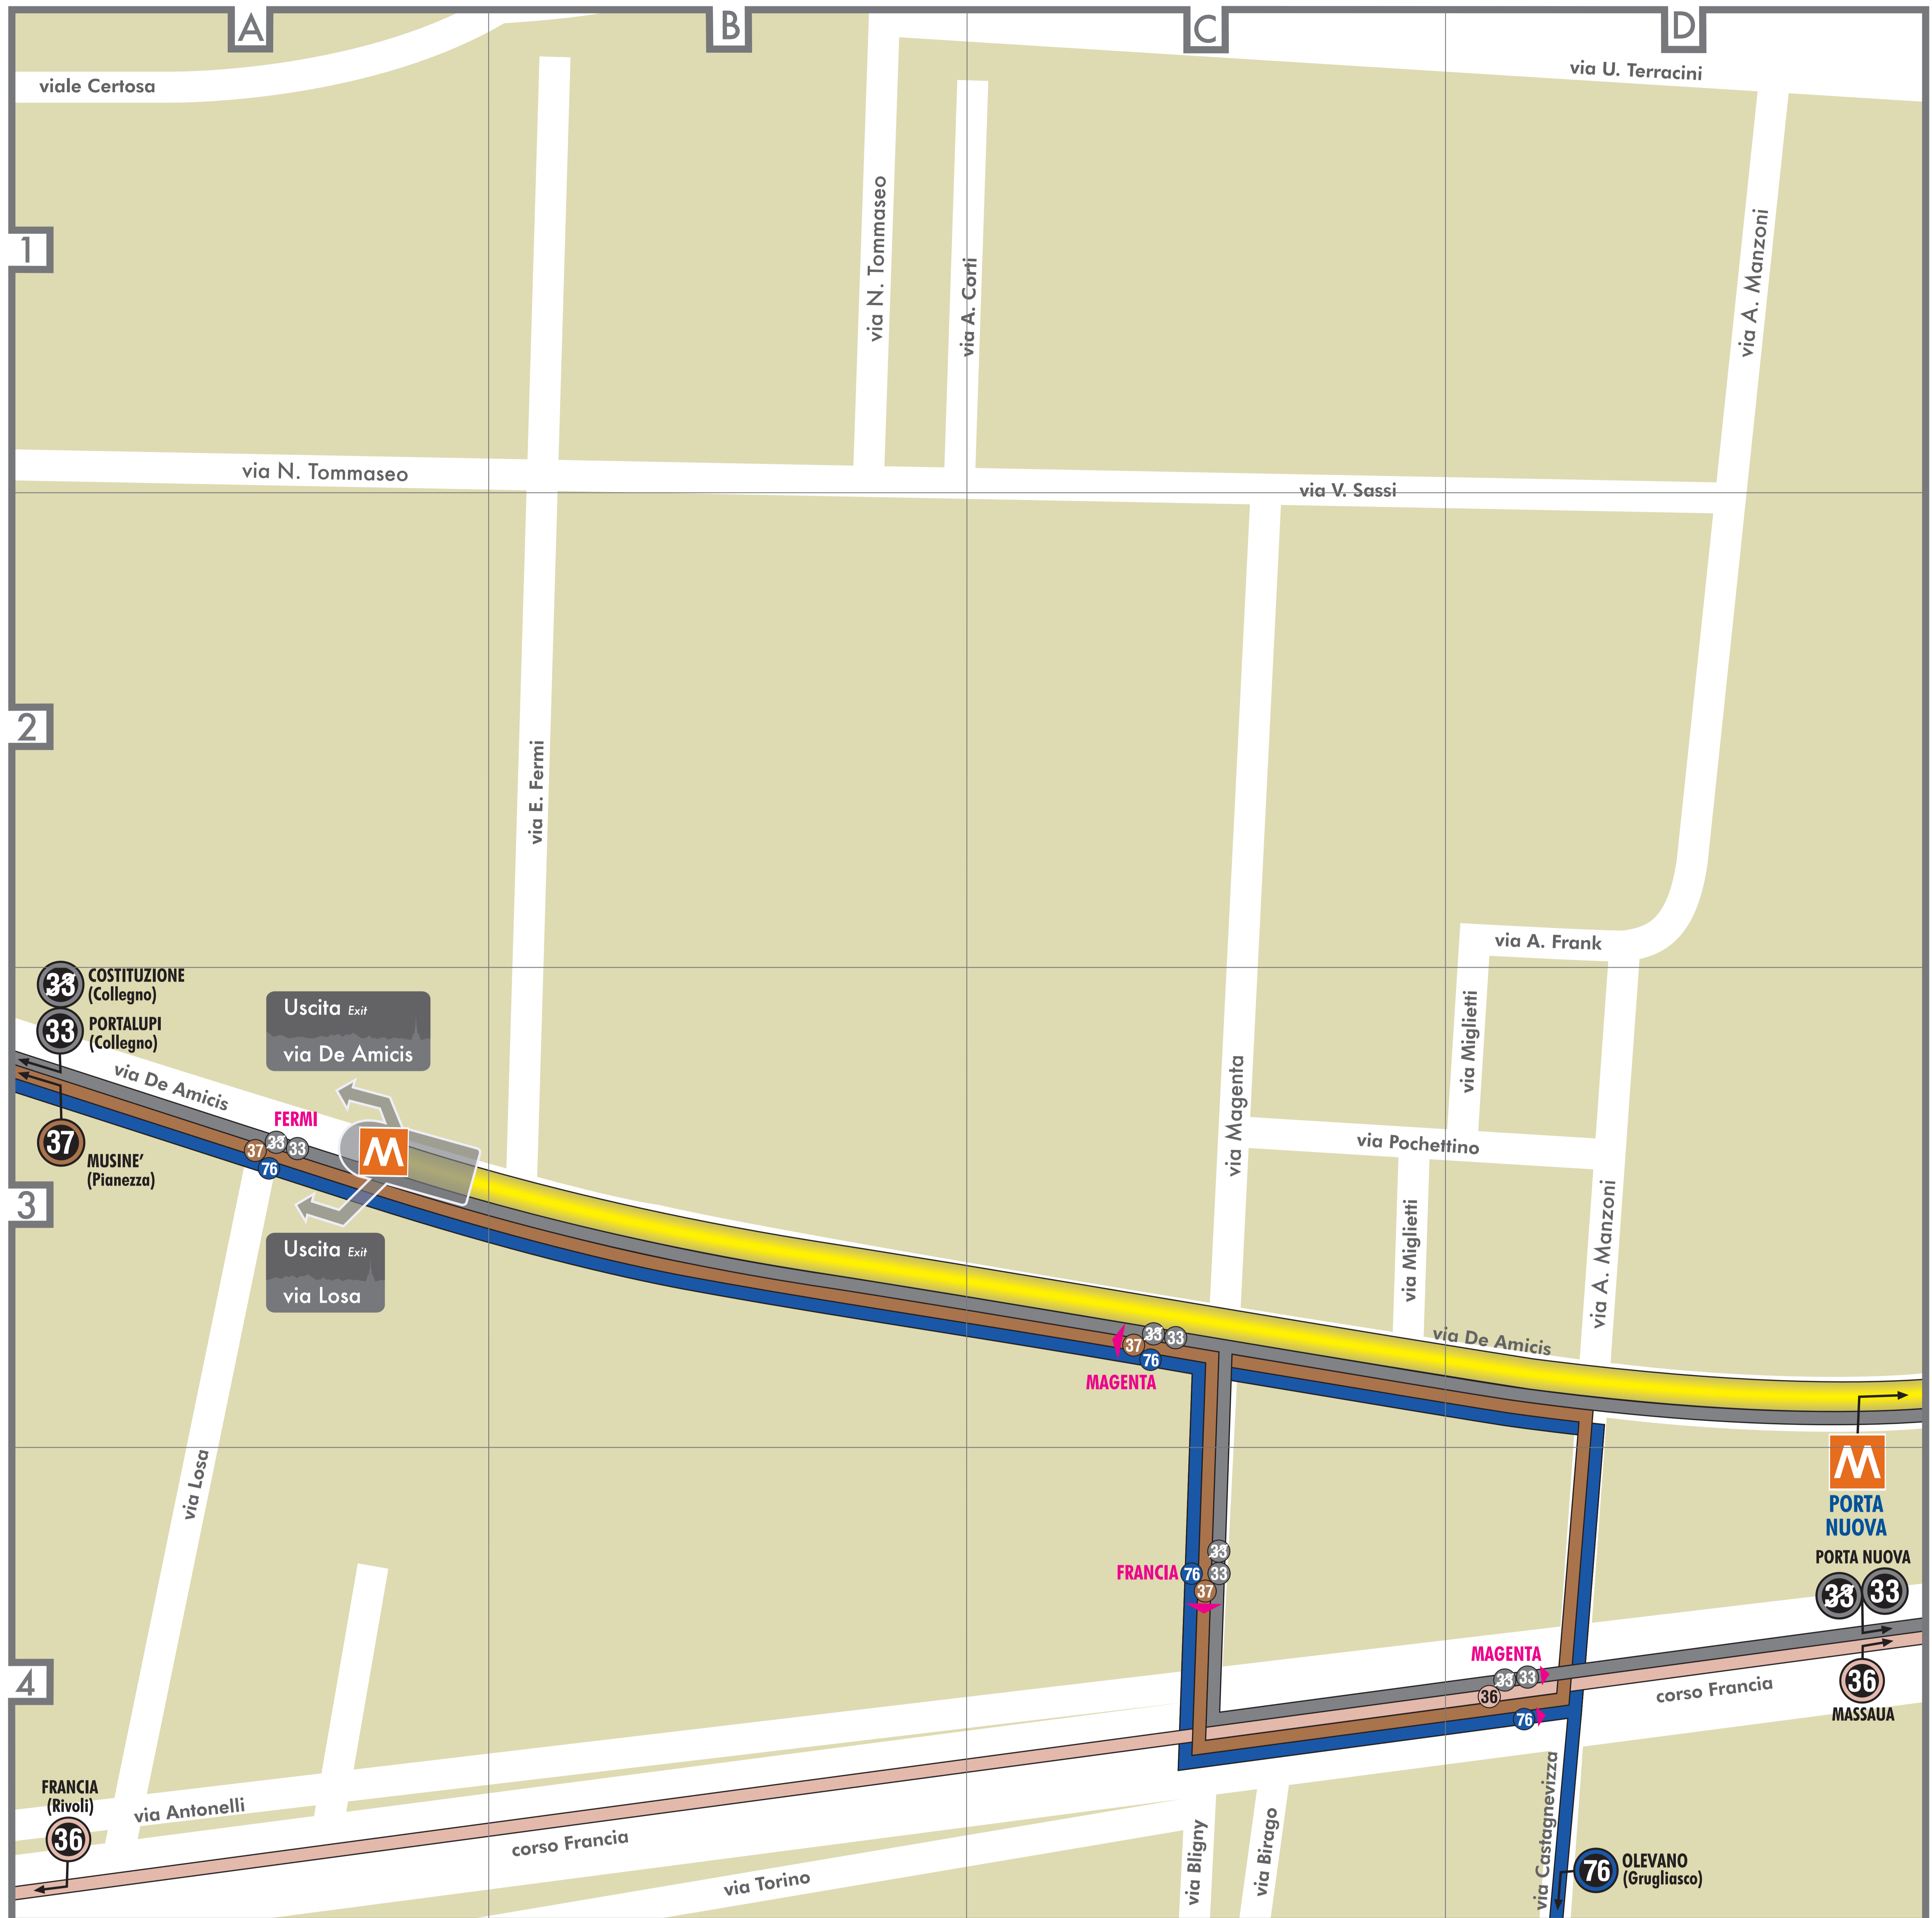 A
B
C
D
viale Certosa
via U. Terracini
1
via N. Tommaseo
via A. Corti
via A. Manzoni
via N. Tommaseo
via V. Sassi
2
via E. Fermi
via A. Frank
33
COSTITUZIONE
(Collegno)
33
PORTALUPI
(Collegno)
Uscita Exit
via De Amicis
via De Amicis
via Miglietti
via Magenta
FERMI
37
33
33
76
M
37
MUSINE’
(Pianezza)
via Pochettino
3
via Miglietti
via A. Manzoni
Uscita Exit
via Losa
37
33
33
76
MAGENTA
via De Amicis
M
PORTA
NUOVA
via Losa
PORTA NUOVA
33
33
FRANCIA
76
33
33
37
MAGENTA
33
33
36
76
4
corso Francia
36
MASSAUA
FRANCIA
(Rivoli)
36
via Antonelli
corso Francia
via Torino
via Bligny
via Birago
via Castagnevizza
76
OLEVANO
(Grugliasco)